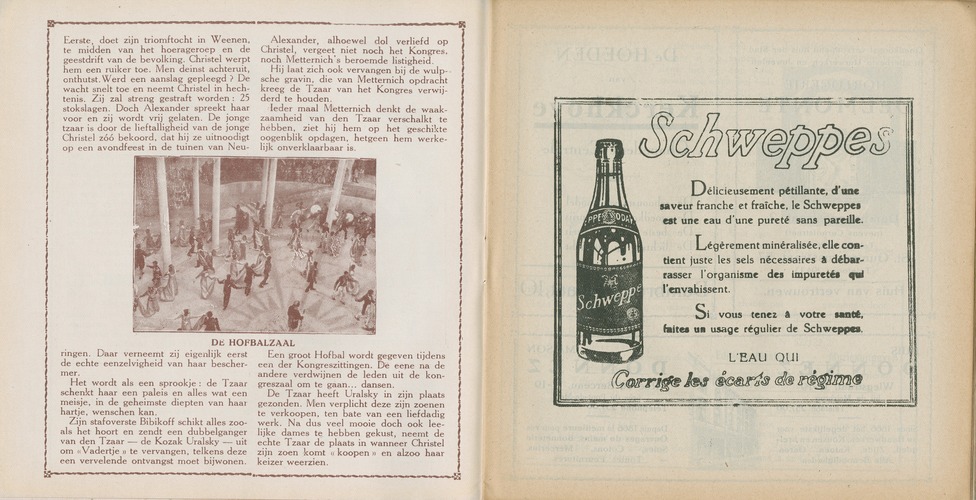 Eerste, doet zijn triomftocht in Weenen,
te midden van het hoerageroep en de
geestdrift van de bevolking. Christel werpt
hem een ruiker toe. Men deinst achteruit,
onthutst. Werd een aanslag gepleegd ? De
wacht snelt toe en neemt Christel in hech-
tenis. Zij zal streng gestraft worden : 25
stokslagen. Doch Alexander spreekt haar
voor en zij wordt vrij gelaten. De jonge
tzaar is door de lieftalligheid van de jonge
Christel zóó bekoord, dat hij ze uitnoodigt
op een avondfeest in de tuinen van Neu-
Alexander, alhoewel dol verliefd op
Christel, vergeet niet noch het Kongres,
noch Metternich's beroemde listigheid.
Hij laat zich ook vervangen bij de wulp-
sche gravin, die van Metternich opdracht
kreeg de Tzaar van het Kongres verwij-
derd te houden.
Ieder maal Metternich denkt de waak-
zaamheid van den Tzaar verschalkt te
hebben, ziet hij hem op het geschikte
oogenblik opdagen, hetgeen hem werke-
lijk onverklaarbaar is.
DE HOFBALZAAL
ringen. Daar verneemt zij eigenlijk eerst
de echte eenzelvigheid van haar bescher-
mer.
Het wordt als een sprookje : de Tzaar
schenkt haar een paleis en alles wat een
meisje, in de geheimste diepten van haar
hartje, wenschen kan.
Zijn stafoverste Bibikoff schikt alles zoo-
als het hoort en zendt een dubbelganger
van den Tzaar — de Kozak Uralsky — uit
om « Vadertje » te vervangen, telkens deze
een vervelende ontvangst moet bijwonen.
Een groot Hofbal wordt gegeven tijdens
een der Kongreszittingen. De eene na de
andere verdwijnen de leden uit de kon-
greszaal om te gaan... dansen.
De Tzaar heeft Uralsky in zijn plaats
gezonden. Men verplicht deze zijn zoenen
te verkoopen, ten bate van een liefdadig
werk. Na dus veel mooie doch ook lee-
lijke dames te hebben gekust, neemt de
echte Tzaar de plaats in wanneer Christel
zijn zoen komt « koopen » en alzoo haar
keizer weerzien.
Schweppes
Délicieusement pétillante, d'une
saveur franche et fraîche, le Schweppes
est une eau d'une pureté sans pareille.
Légèrement minéralisée, elle con-
tient juste les sels nécessaires à débar-
rasser l'organisme des impuretés qui
l'envahissent.
Si vous tenez à votre santé,
faites un usage régulier de Schweppes.
L'EAU QUI
Corrige les écarts de régime
Schweppe